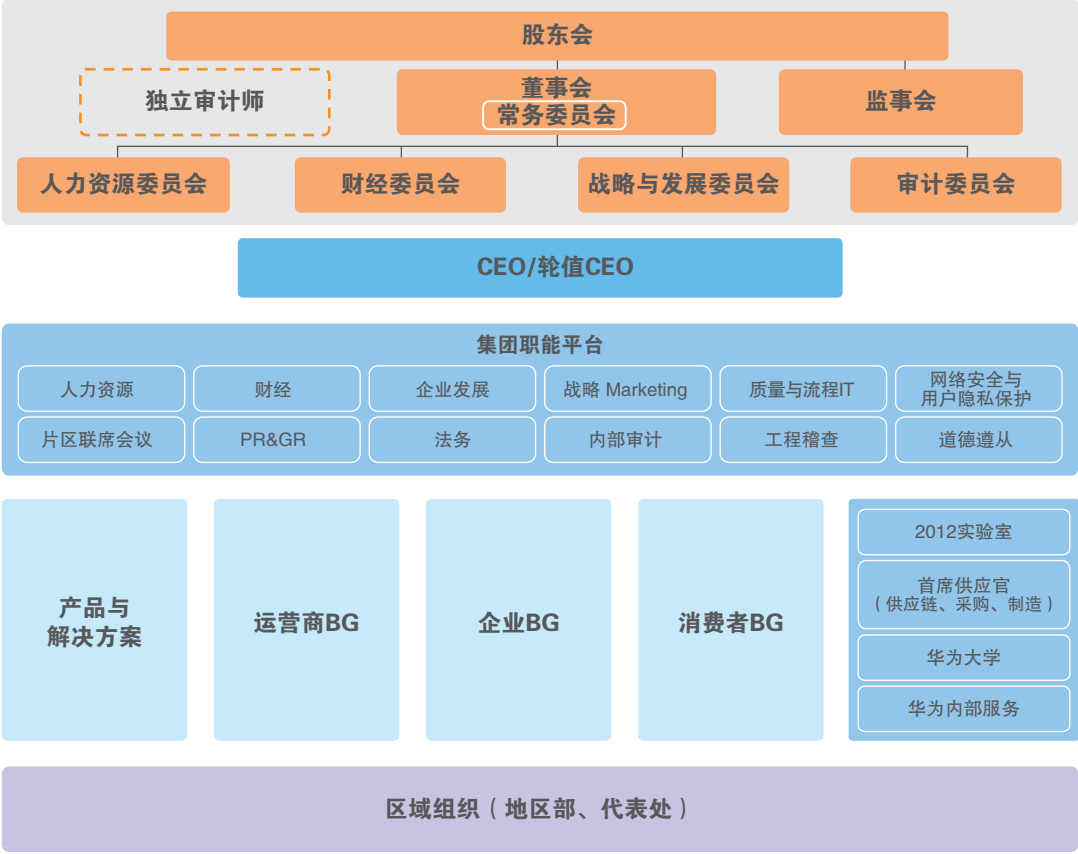 股东会
独立审计师
董事会
常务委员会
监事会
人力资源委员会
财经委员会
战略与发展委员会
审计委员会
CEO/轮值CEO
集团职能平台
人力资源
财经
企业发展
战略 Marketing
质量与流程IT
网络安全与
用户隐私保护
片区联席会议
PR&GR
法务
内部审计
工程稽查
道德遵从
产品与
解决方案
运营商BG
企业BG
消费者BG
2012实验室
首席供应官
(供应链、采购、制造)
华为大学
华为内部服务
区域组织(地区部、代表处)